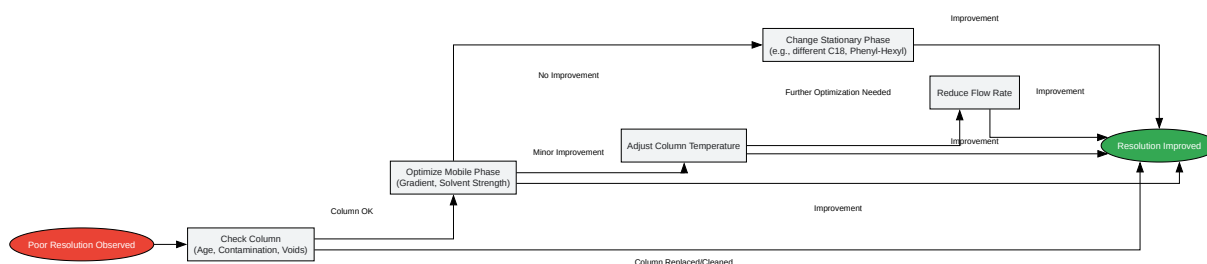 Improvement
Change Stationary Phase
(e.g., different C18, Phenyl-Hexyl)
No Improvement
Further Optimization Needed
Reduce Flow Rate
Improvement
Minor Improvement
Adjust Column Temperature
Improvement
Resolution Improved
Optimize Mobile Phase
(Gradient, Solvent Strength)
Column OK
Improvement
Poor Resolution Observed
Check Column
(Age, Contamination, Voids)
Column Replaced/Cleaned